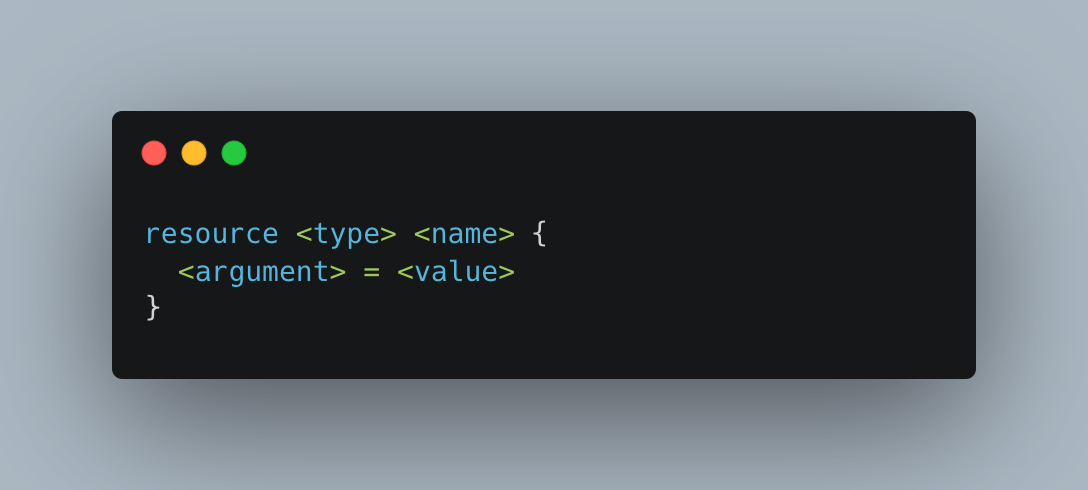 resource <type> <name> {
  <argument> = <value>
}